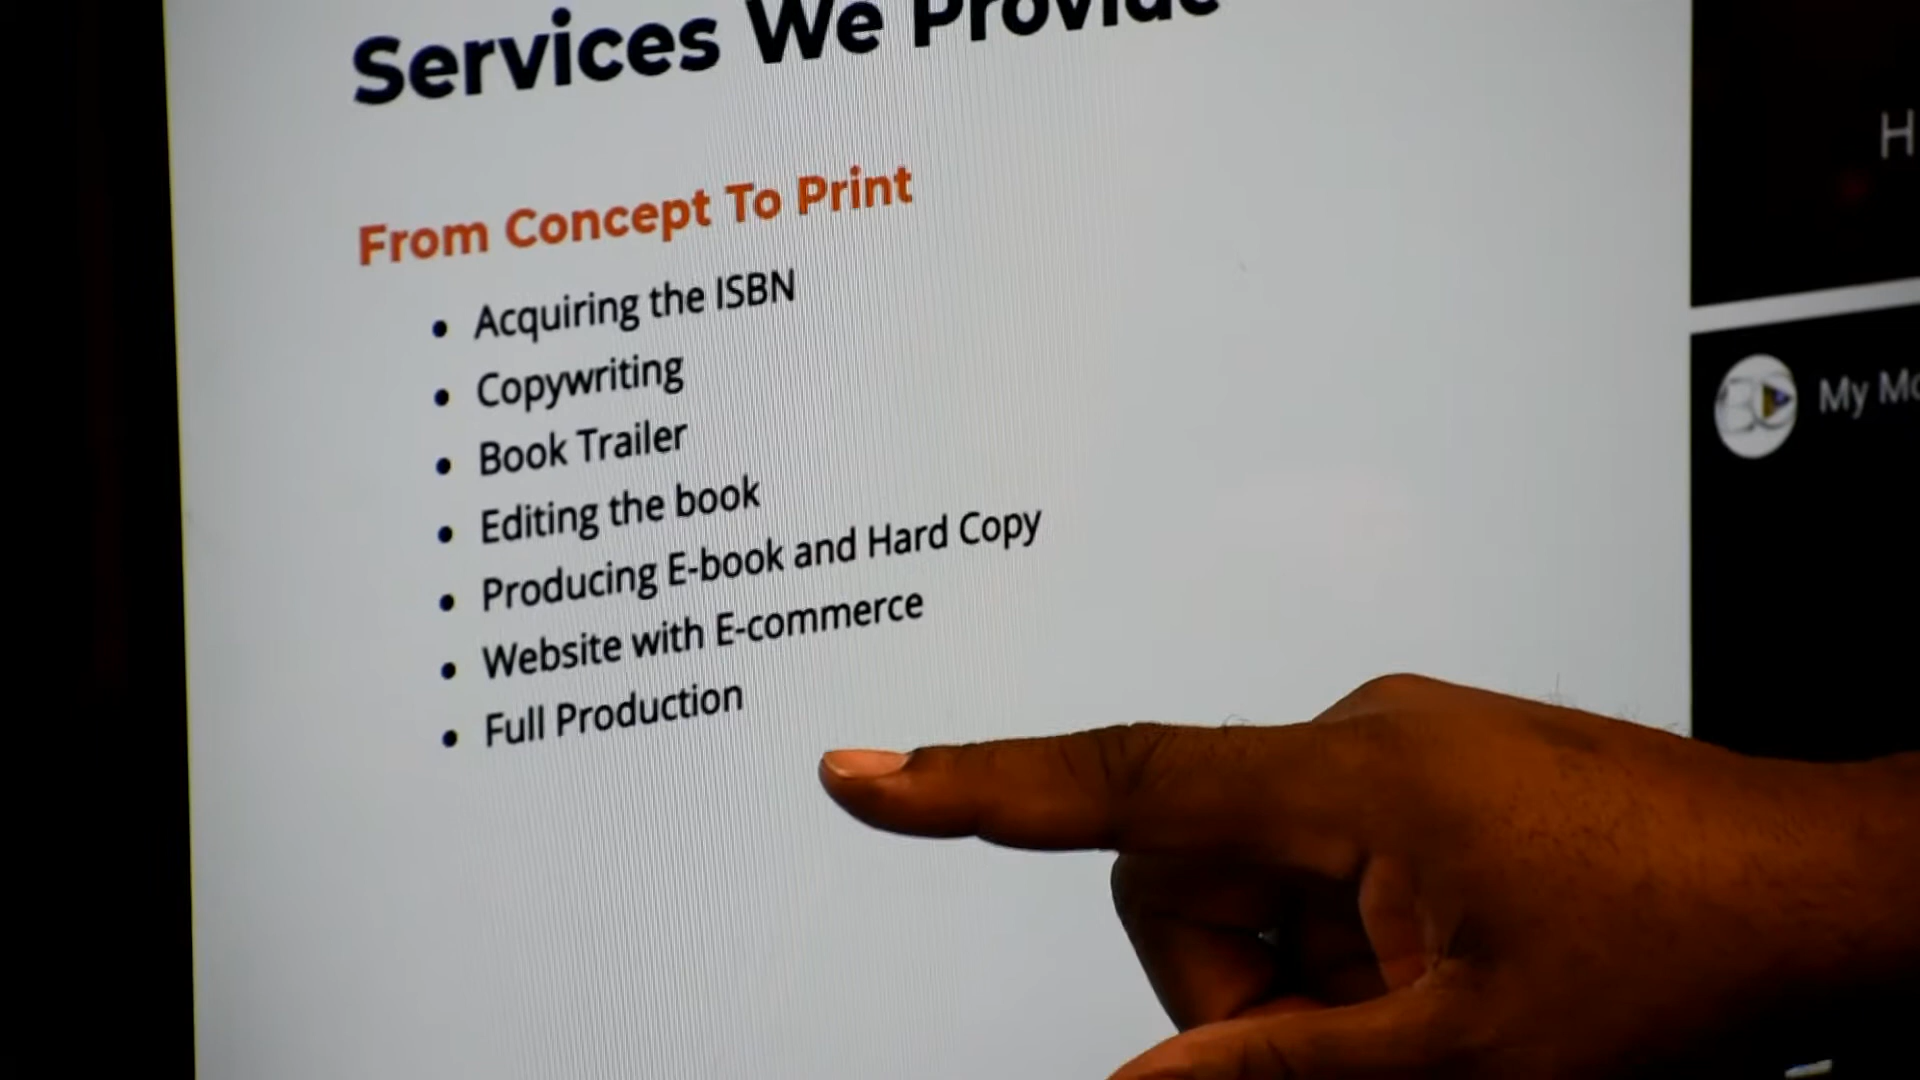 Services We Provide
From Concept To Print
• Acquiring the ISBN
• Copywriting
• Book Trailer
• Editing the book
• Producing E-book and Hard Copy
• Website with E-commerce
• Full Production
My